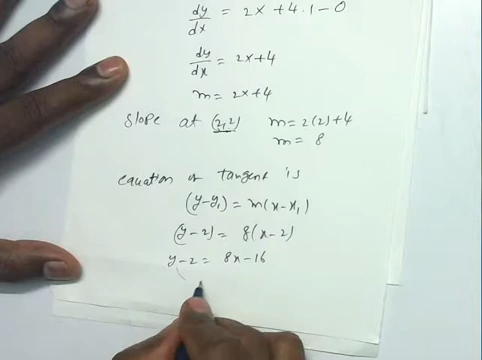 dy/dx = 2x + 4.1 - 0
dy/dx = 2x + 4
m = 2x + 4
Slope at (2,2) m = 2(2) + 4
m = 8
equation of tangent is
(y - y₁) = m(x - x₁)
(y - 2) = 8(x - 2)
y - 2 = 8x - 16